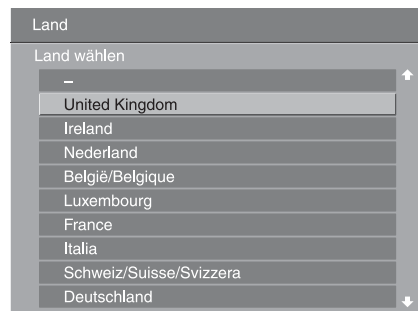 Land
Land wählen
–
United Kingdom
Ireland
Nederland
België/Belgique
Luxembourg
France
Italia
Schweiz/Suisse/Svizzera
Deutschland